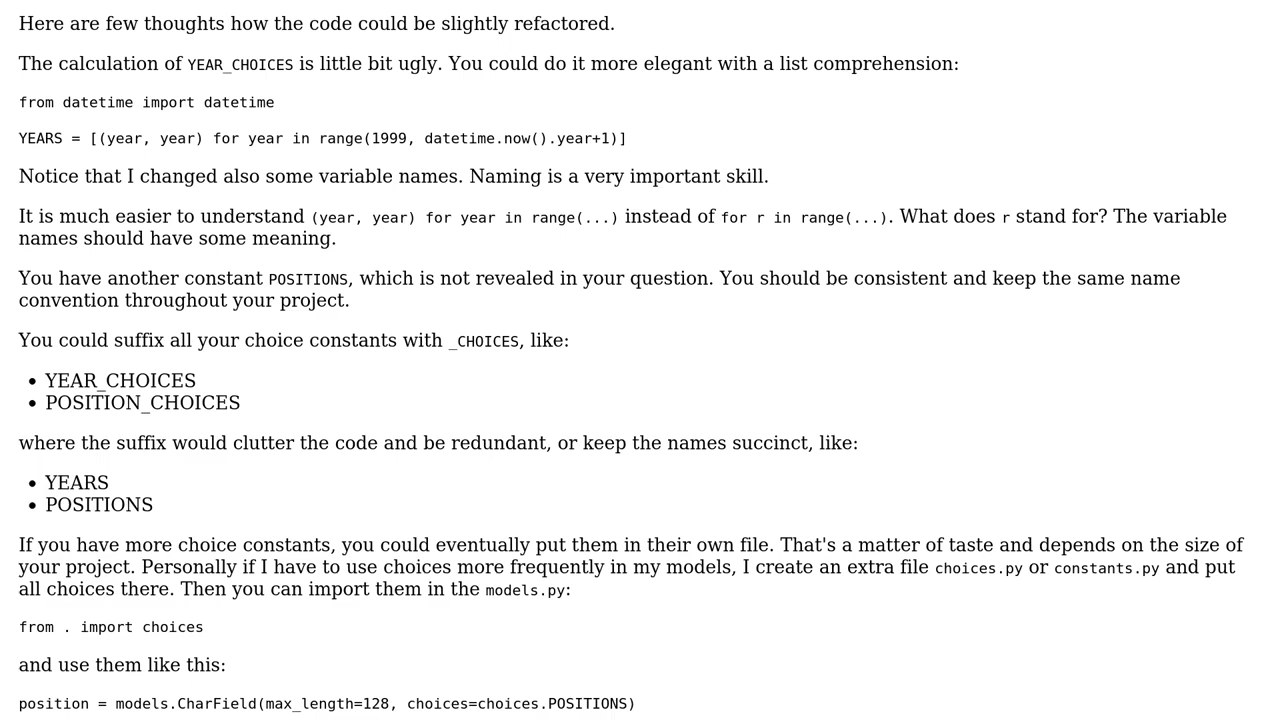 Here are few thoughts how the code could be slightly refactored.
The calculation of YEAR_CHOICES is little bit ugly. You could do it more elegant with a list comprehension:
from datetime import datetime
YEARS = [(year, year) for year in range(1999, datetime.now().year+1)]
Notice that I changed also some variable names. Naming is a very important skill.
It is much easier to understand (year, year) for year in range(...) instead of for r in range(...). What does r stand for? The variable
names should have some meaning.
You have another constant POSITIONS, which is not revealed in your question. You should be consistent and keep the same name
convention throughout your project.
You could suffix all your choice constants with _CHOICES, like:
• YEAR_CHOICES
• POSITION_CHOICES
where the suffix would clutter the code and be redundant, or keep the names succinct, like:
• YEARS
• POSITIONS
If you have more choice constants, you could eventually put them in their own file. That's a matter of taste and depends on the size of
your project. Personally if I have to use choices more frequently in my models, I create an extra file choices.py or constants.py and put
all choices there. Then you can import them in the models.py:
from . import choices
and use them like this:
position = models.CharField(max_length=128, choices=choices.POSITIONS)